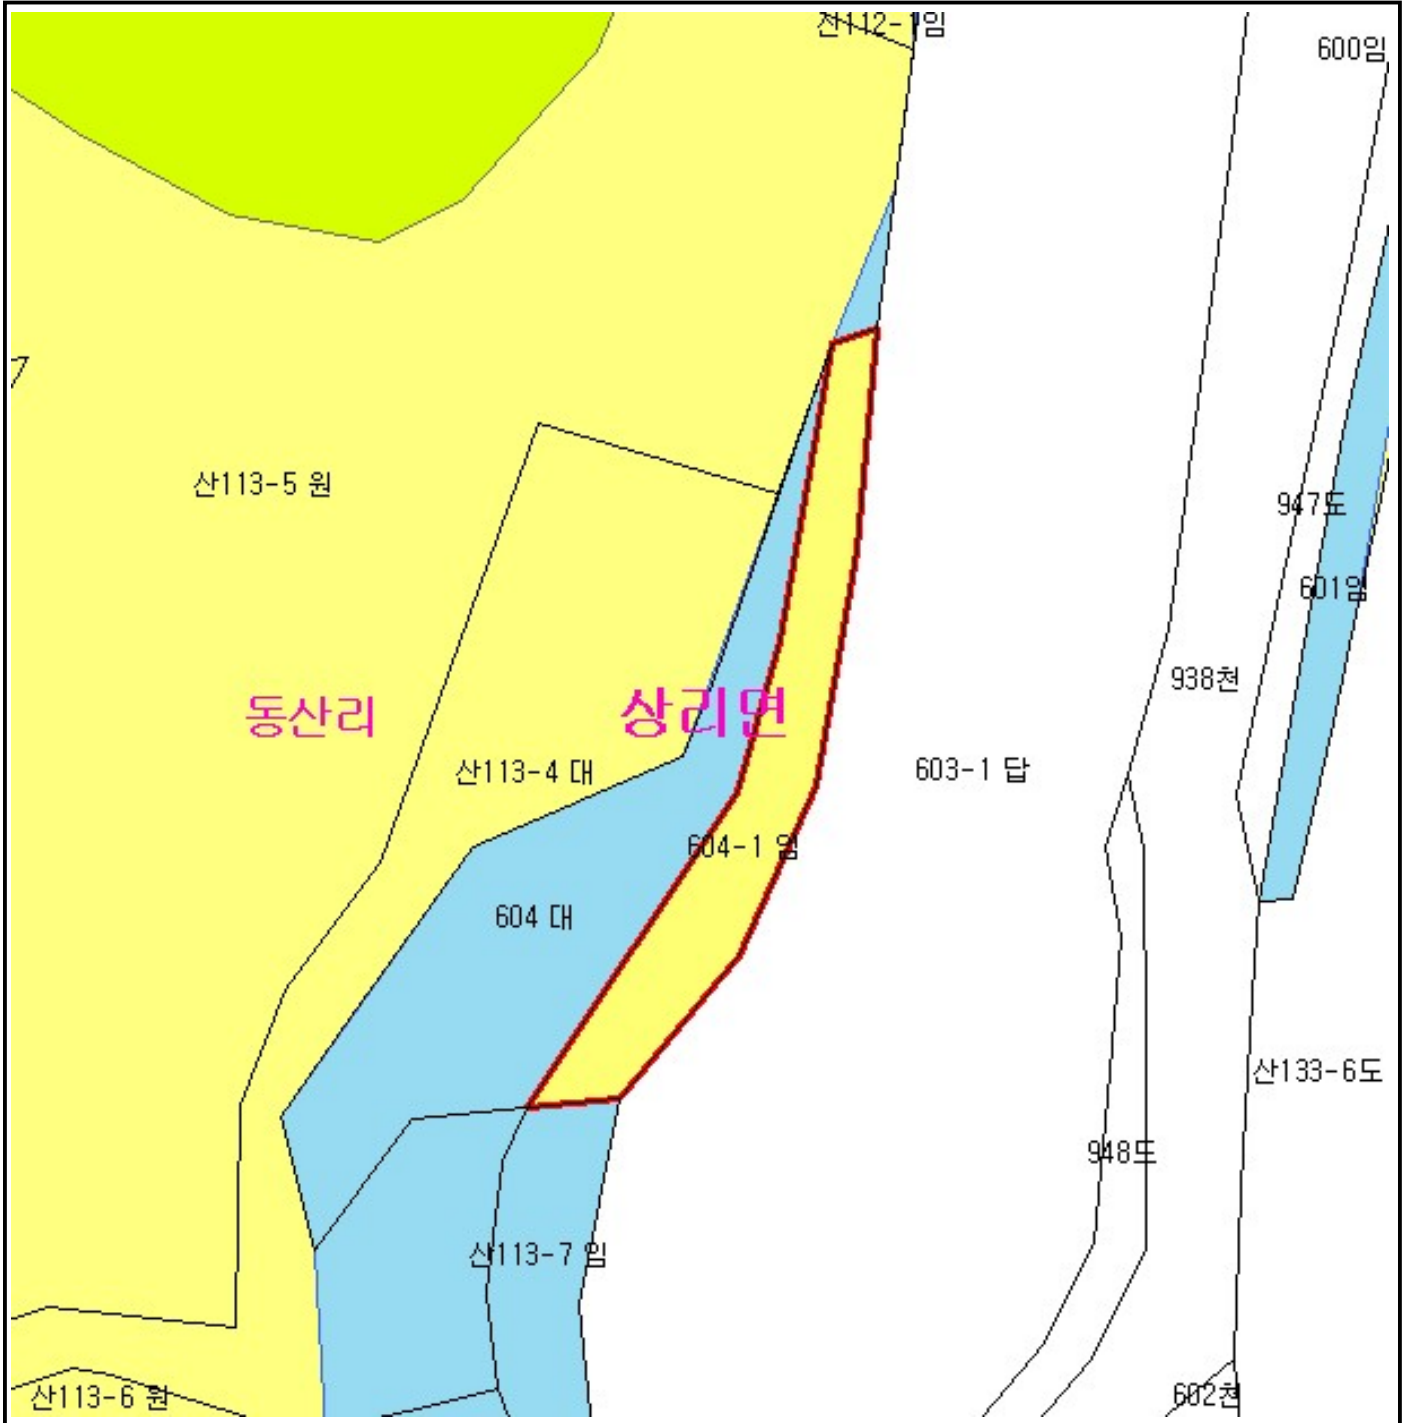 산112-1임
600임
산113-5 원
947도
601임
938천
동산리
상리면
산113-4 대
603-1 답
604-1 임
604 대
산133-6도
948도
산113-7 임
산113-6 원
602천